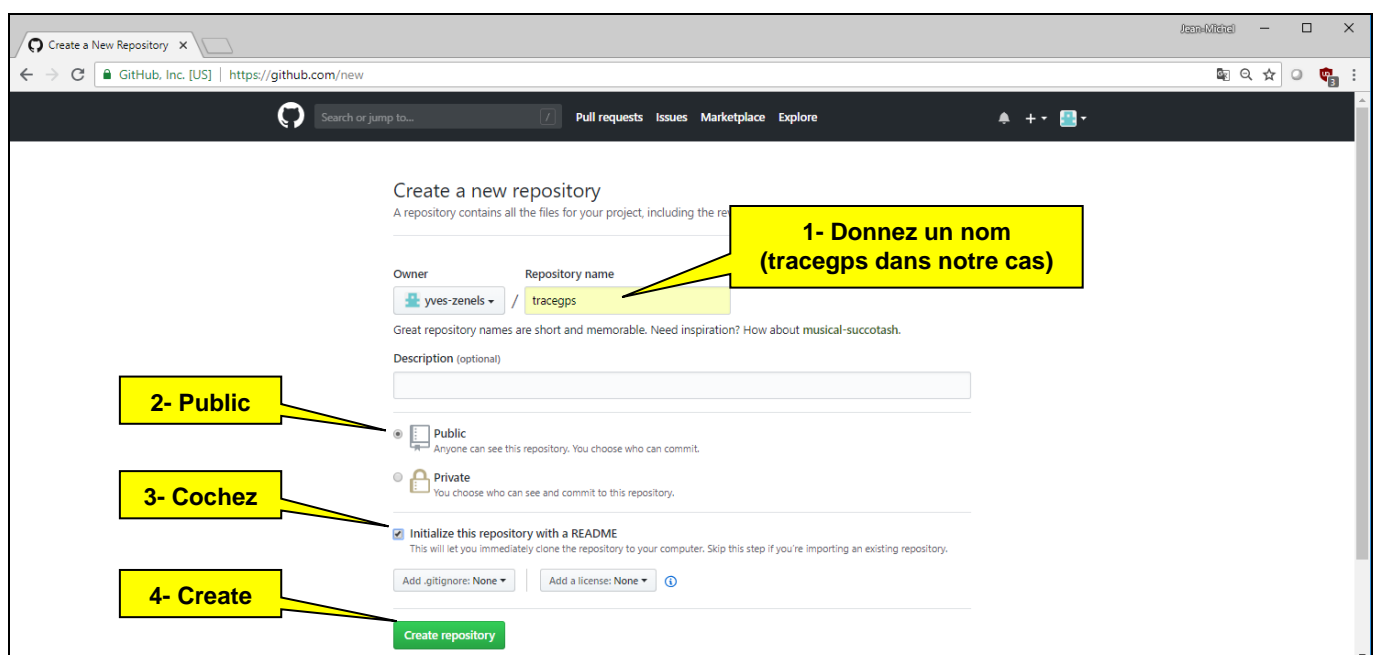 Create a New Repository
Jean-Michel
GitHub, Inc. [US] | https://github.com/new
3
Search or jump to...
/
Pull requests Issues Marketplace Explore
Create a new repository
A repository contains all the files for your project, including the
1- Donnez un nom
(tracegps dans notre cas)
Owner
Repository name
yves-zenels / tracegps
Great repository names are short and memorable. Need inspiration? How about musical-succotash.
Description (optional)
2- Public
Public
Anyone can see this repository. You choose who can commit.
Private
You choose who can see and commit to this repository.
3- Cochez
Initialize this repository with a README
This will let you immediately clone the repository to your computer. Skip this step if you're importing an existing repository.
Add .gitignore: None
Add a license: None
4- Create
Create repository